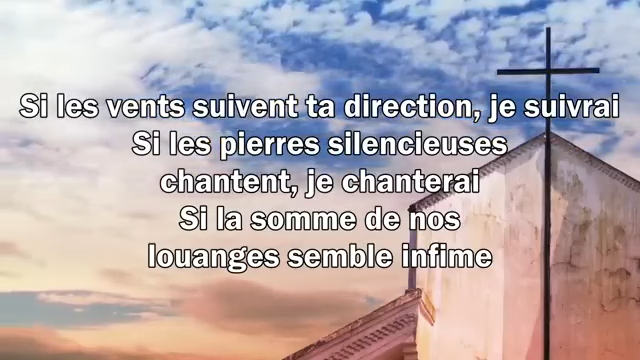 Si les vents suivent ta direction, je suivrai
Si les pierres silencieuses
chantent, je chanterai
Si la somme de nos
louanges semble infime